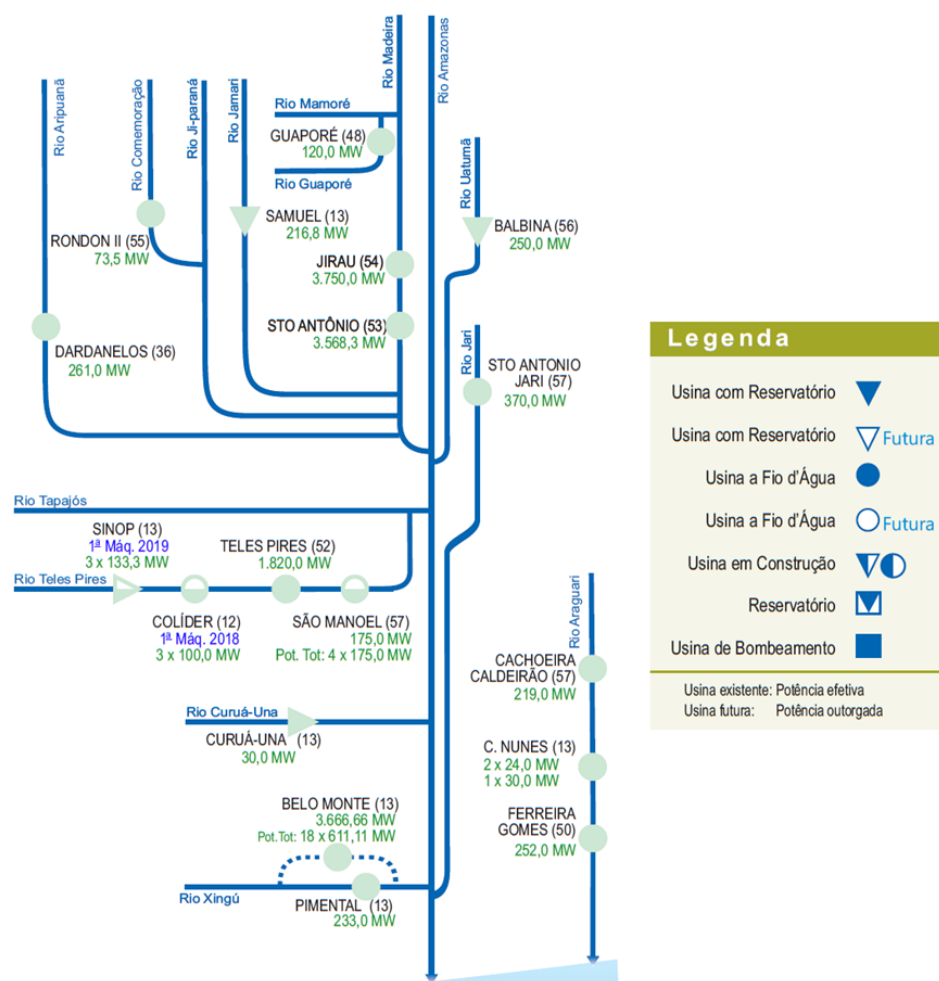 Rio Madeira
Rio Amazonas
Rio Aripuanã
Rio Comemoração
Rio Ji-paraná
Rio Jamari
Rio Mamoré
GUAPORÉ (48)
120,0 MW
Rio Guaporé
Rio Uatumã
SAMUEL (13)
216,8 MW
BALBINA (56)
250,0 MW
RONDON II (55)
73,5 MW
JIRAU (54)
3.750,0 MW
STO ANTÔNIO (53)
3.568,3 MW
DARDANELOS (36)
261,0 MW
Rio Jari
STO ANTONIO
JARI (57)
370,0 MW
Rio Tapajós
SINOP (13)
1ª Máq. 2019
3 x 133,3 MW
TELES PIRES (52)
1.820,0 MW
Rio Teles Pires
COLÍDER (12)
1ª Máq. 2018
3 x 100,0 MW
SÃO MANOEL (57)
175,0 MW
Pot. Tot: 4 x 175,0 MW
Rio Araguari
CACHOEIRA
CALDEIRÃO (57)
219,0 MW
Rio Curuá-Una
CURUÁ-UNA (13)
30,0 MW
C. NUNES (13)
2 x 24,0 MW
1 x 30,0 MW
BELO MONTE (13)
3.666,66 MW
Pot.Tot: 18 x 611,11 MW
FERREIRA
GOMES (50)
252,0 MW
Rio Xingú
PIMENTAL (13)
233,0 MW
Legenda
Usina com Reservatório
Usina com Reservatório Futura
Usina a Fio d'Água
Usina a Fio d'Água Futura
Usina em Construção
Reservatório
Usina de Bombeamento
Usina existente: Potência efetiva
Usina futura: Potência outorgada